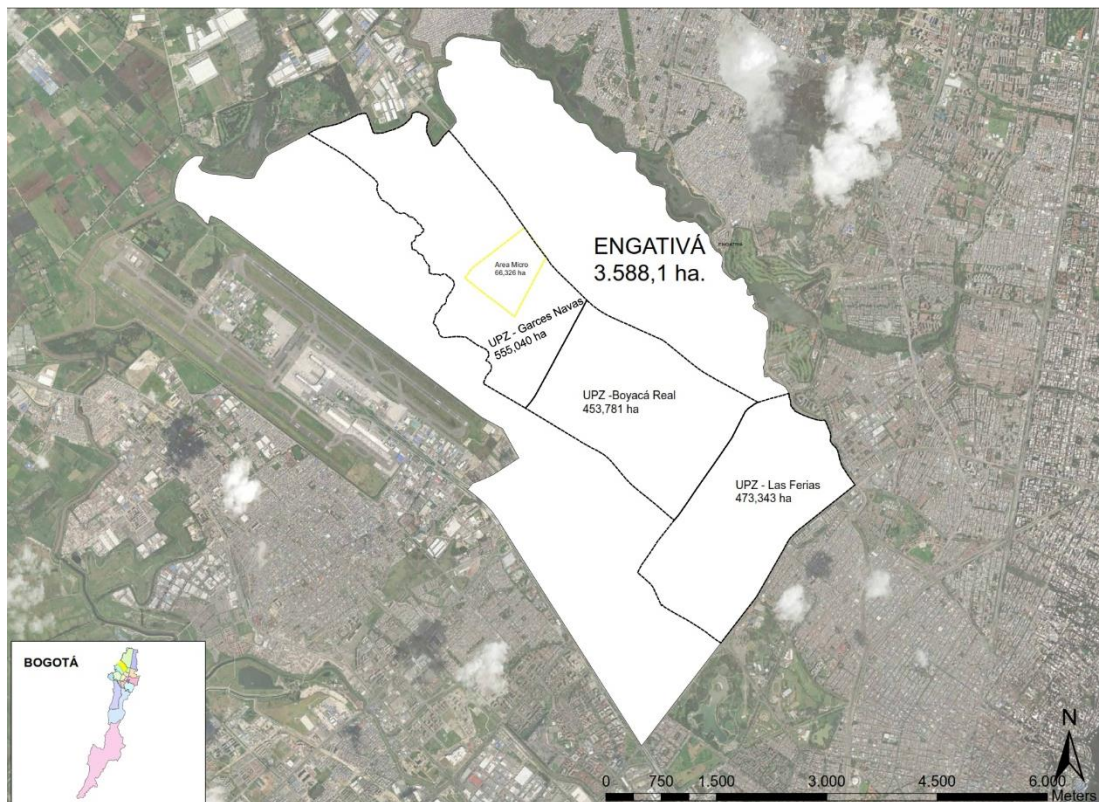 ENGATIVÁ
3.588,1 ha.
Area Micro
66,326 ha
UPZ - Garces Navas
555,040 ha
UPZ -Boyacá Real
453,781 ha
UPZ - Las Ferias
473,343 ha
BOGOTÁ
N
0 750 1.500 3.000 4.500 6.000
Meters